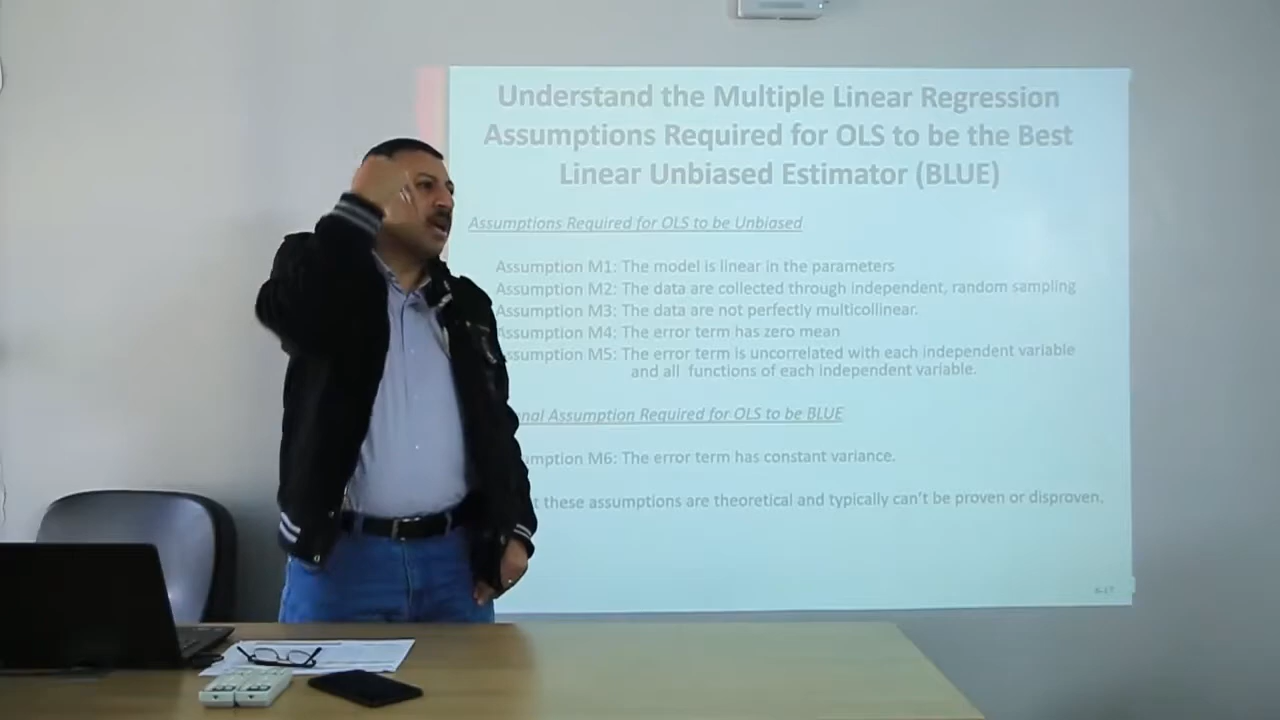 Understand the Multiple Linear Regression
Assumptions Required for OLS to be the Best
Linear Unbiased Estimator (BLUE)
Assumptions Required for OLS to be Unbiased
Assumption M1: The model is linear in the parameters
Assumption M2: The data are collected through independent, random sampling
Assumption M3: The data are not perfectly multicollinear.
ssumption M4: The error term has zero mean
ssumption M5: The error term is uncorrelated with each independent variable
and all functions of each independent variable.
nal Assumption Required for OLS to be BLUE
mption M6: The error term has constant variance.
t these assumptions are theoretical and typically can't be proven or disproven.